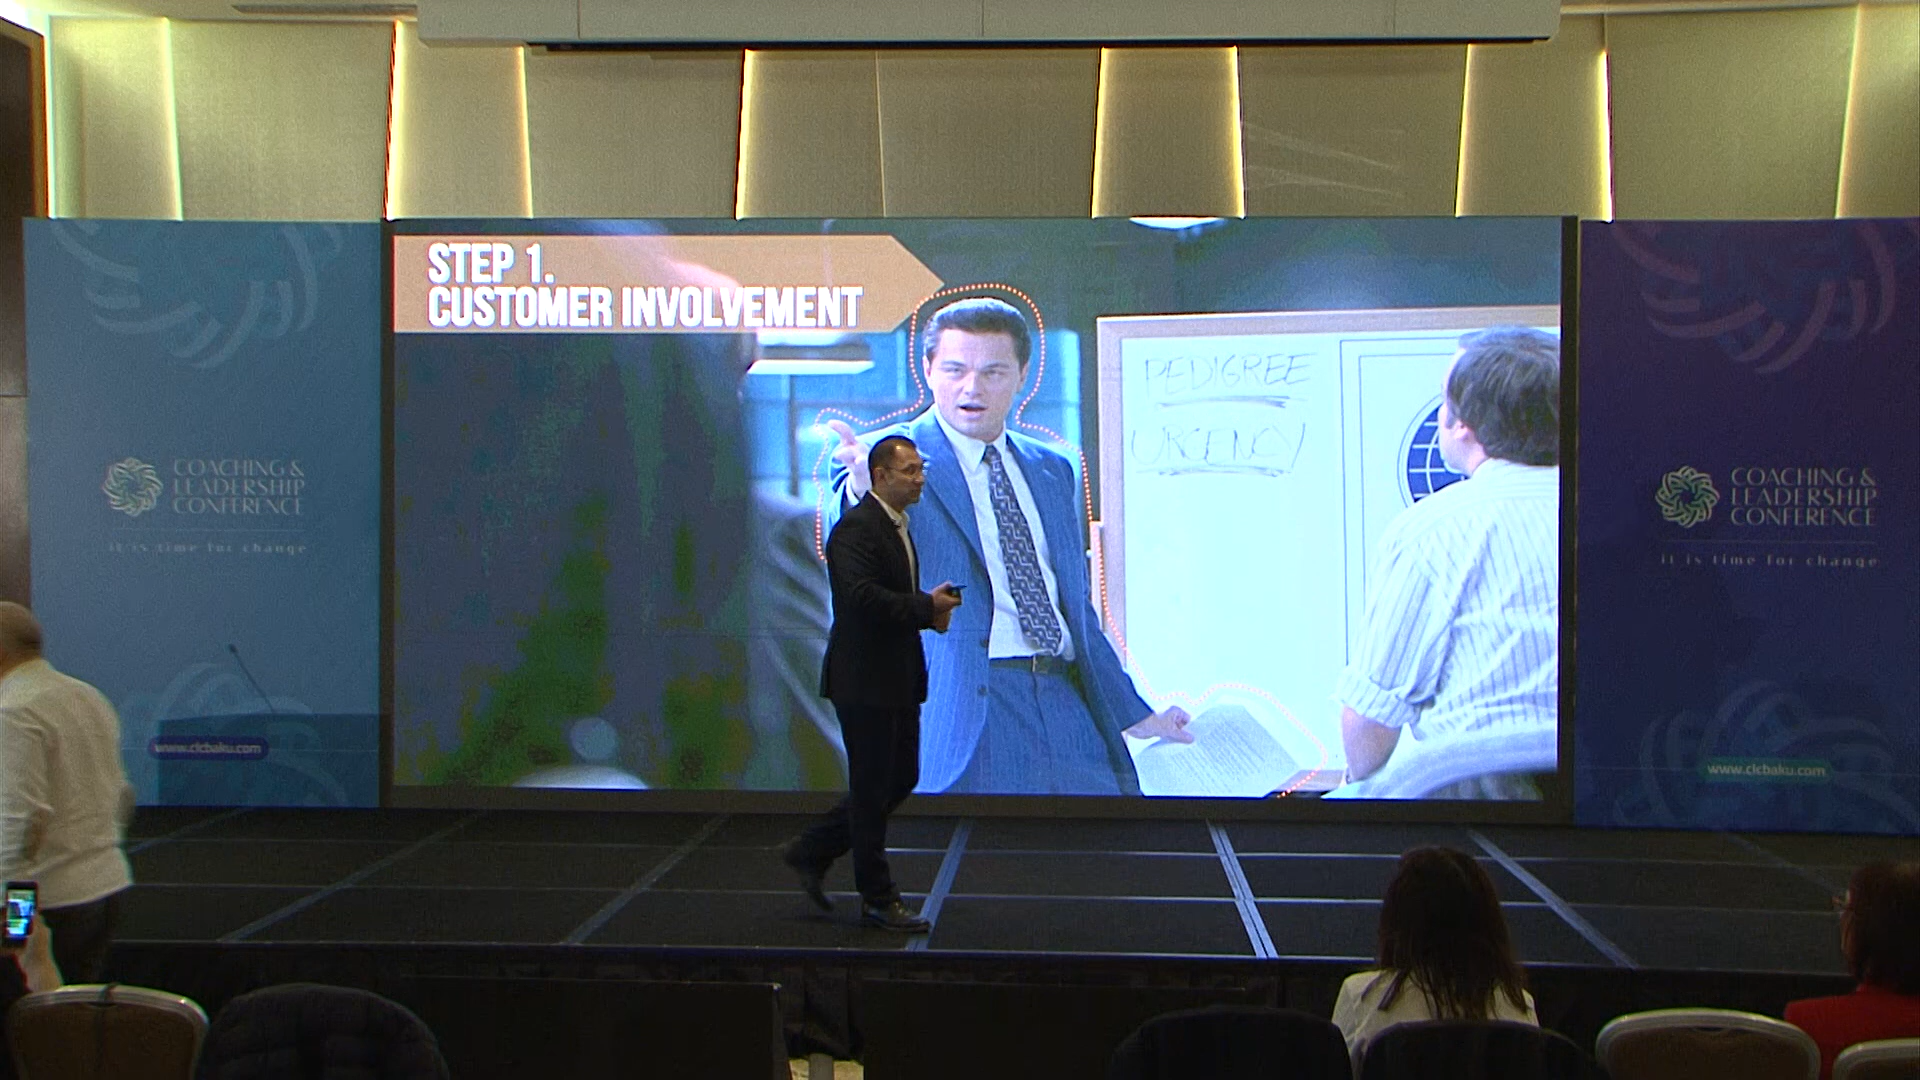 STEP 1.
CUSTOMER INVOLVEMENT
PEDIGREE
URGENCY
COACHING &
LEADERSHIP
CONFERENCE
it is time for change
www.clcbaku.com
COACHING &
LEADERSHIP
CONFERENCE
it is time for change
www.clcbaku.com